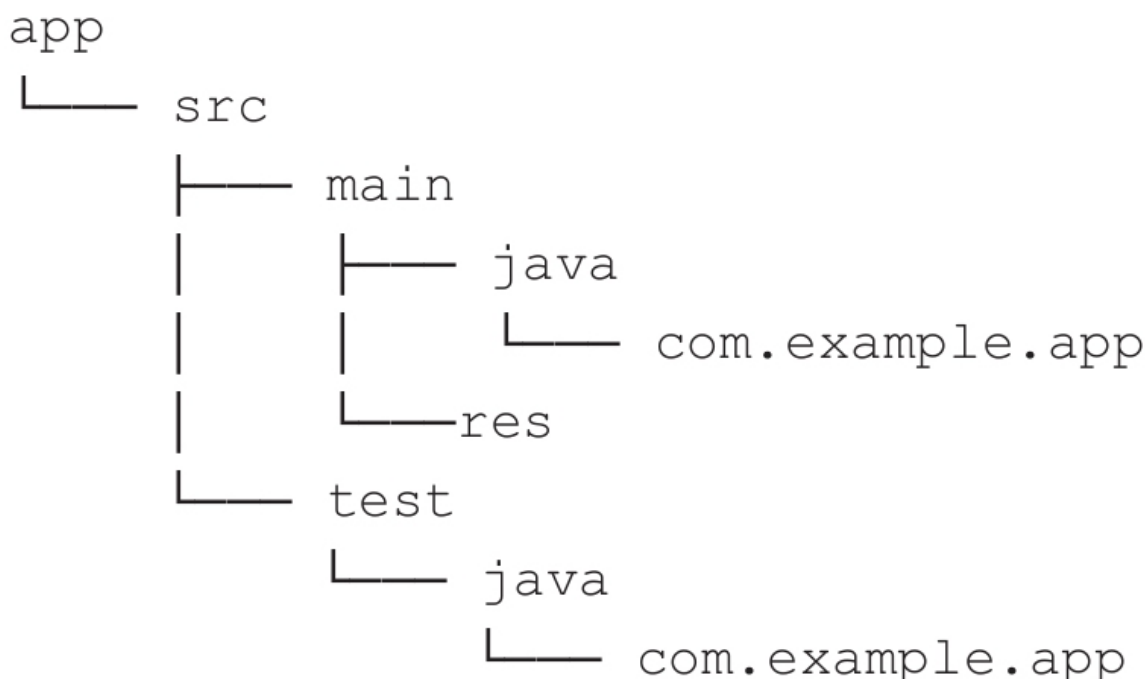 app
└── src
├── main
│ ├── java
│ │ └── com.example.app
│ └──res
└── test
└── java
└── com.example.app